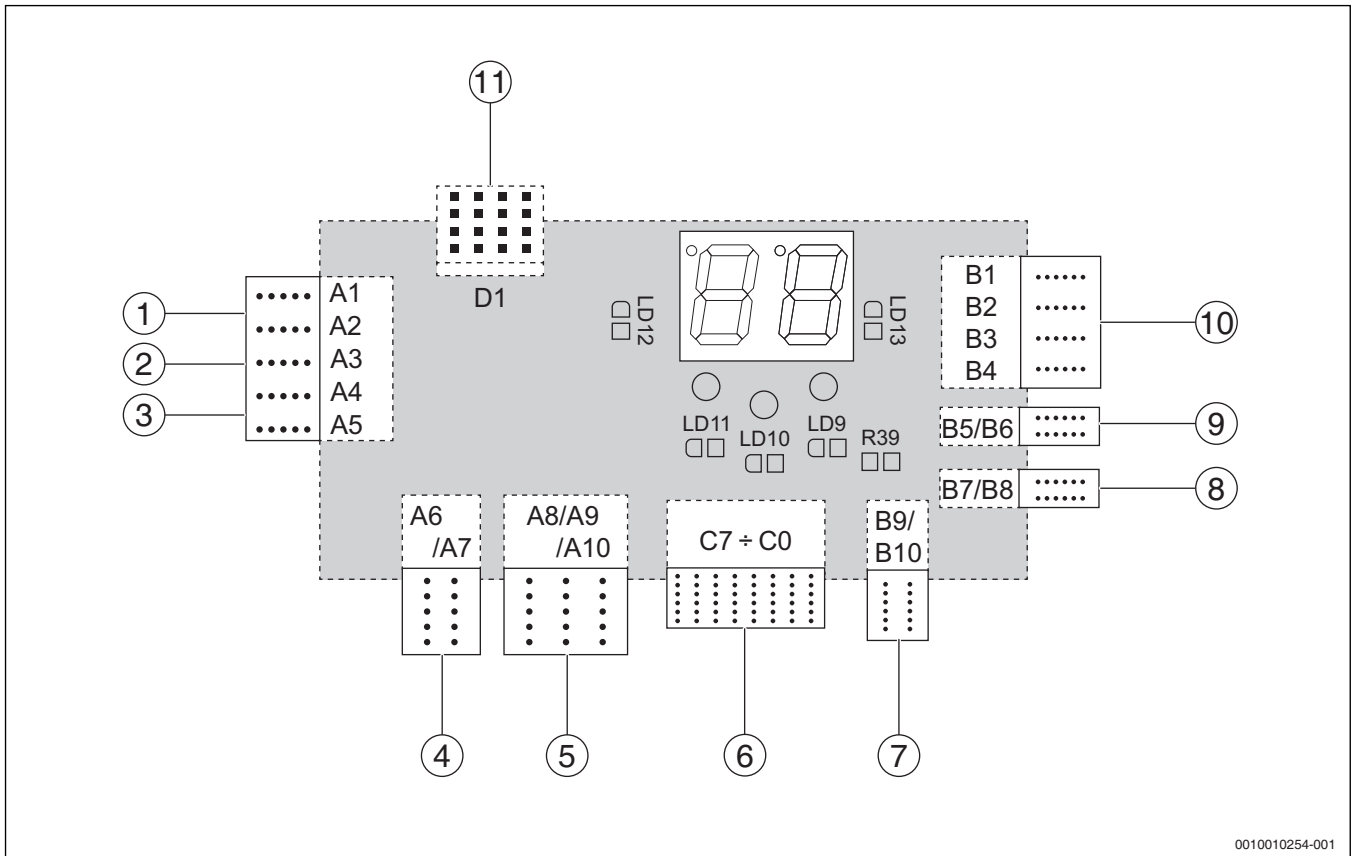 11
D1
1
2
3
A1
A2
A3
A4
A5
LD12
LD13
LD11
LD10
LD9
R39
B1
B2
B3
B4
10
B5/B6
9
B7/B8
8
A6
/A7
A8/A9
/A10
C7 ÷ C0
B9/
B10
4
5
6
7
0010010254-001